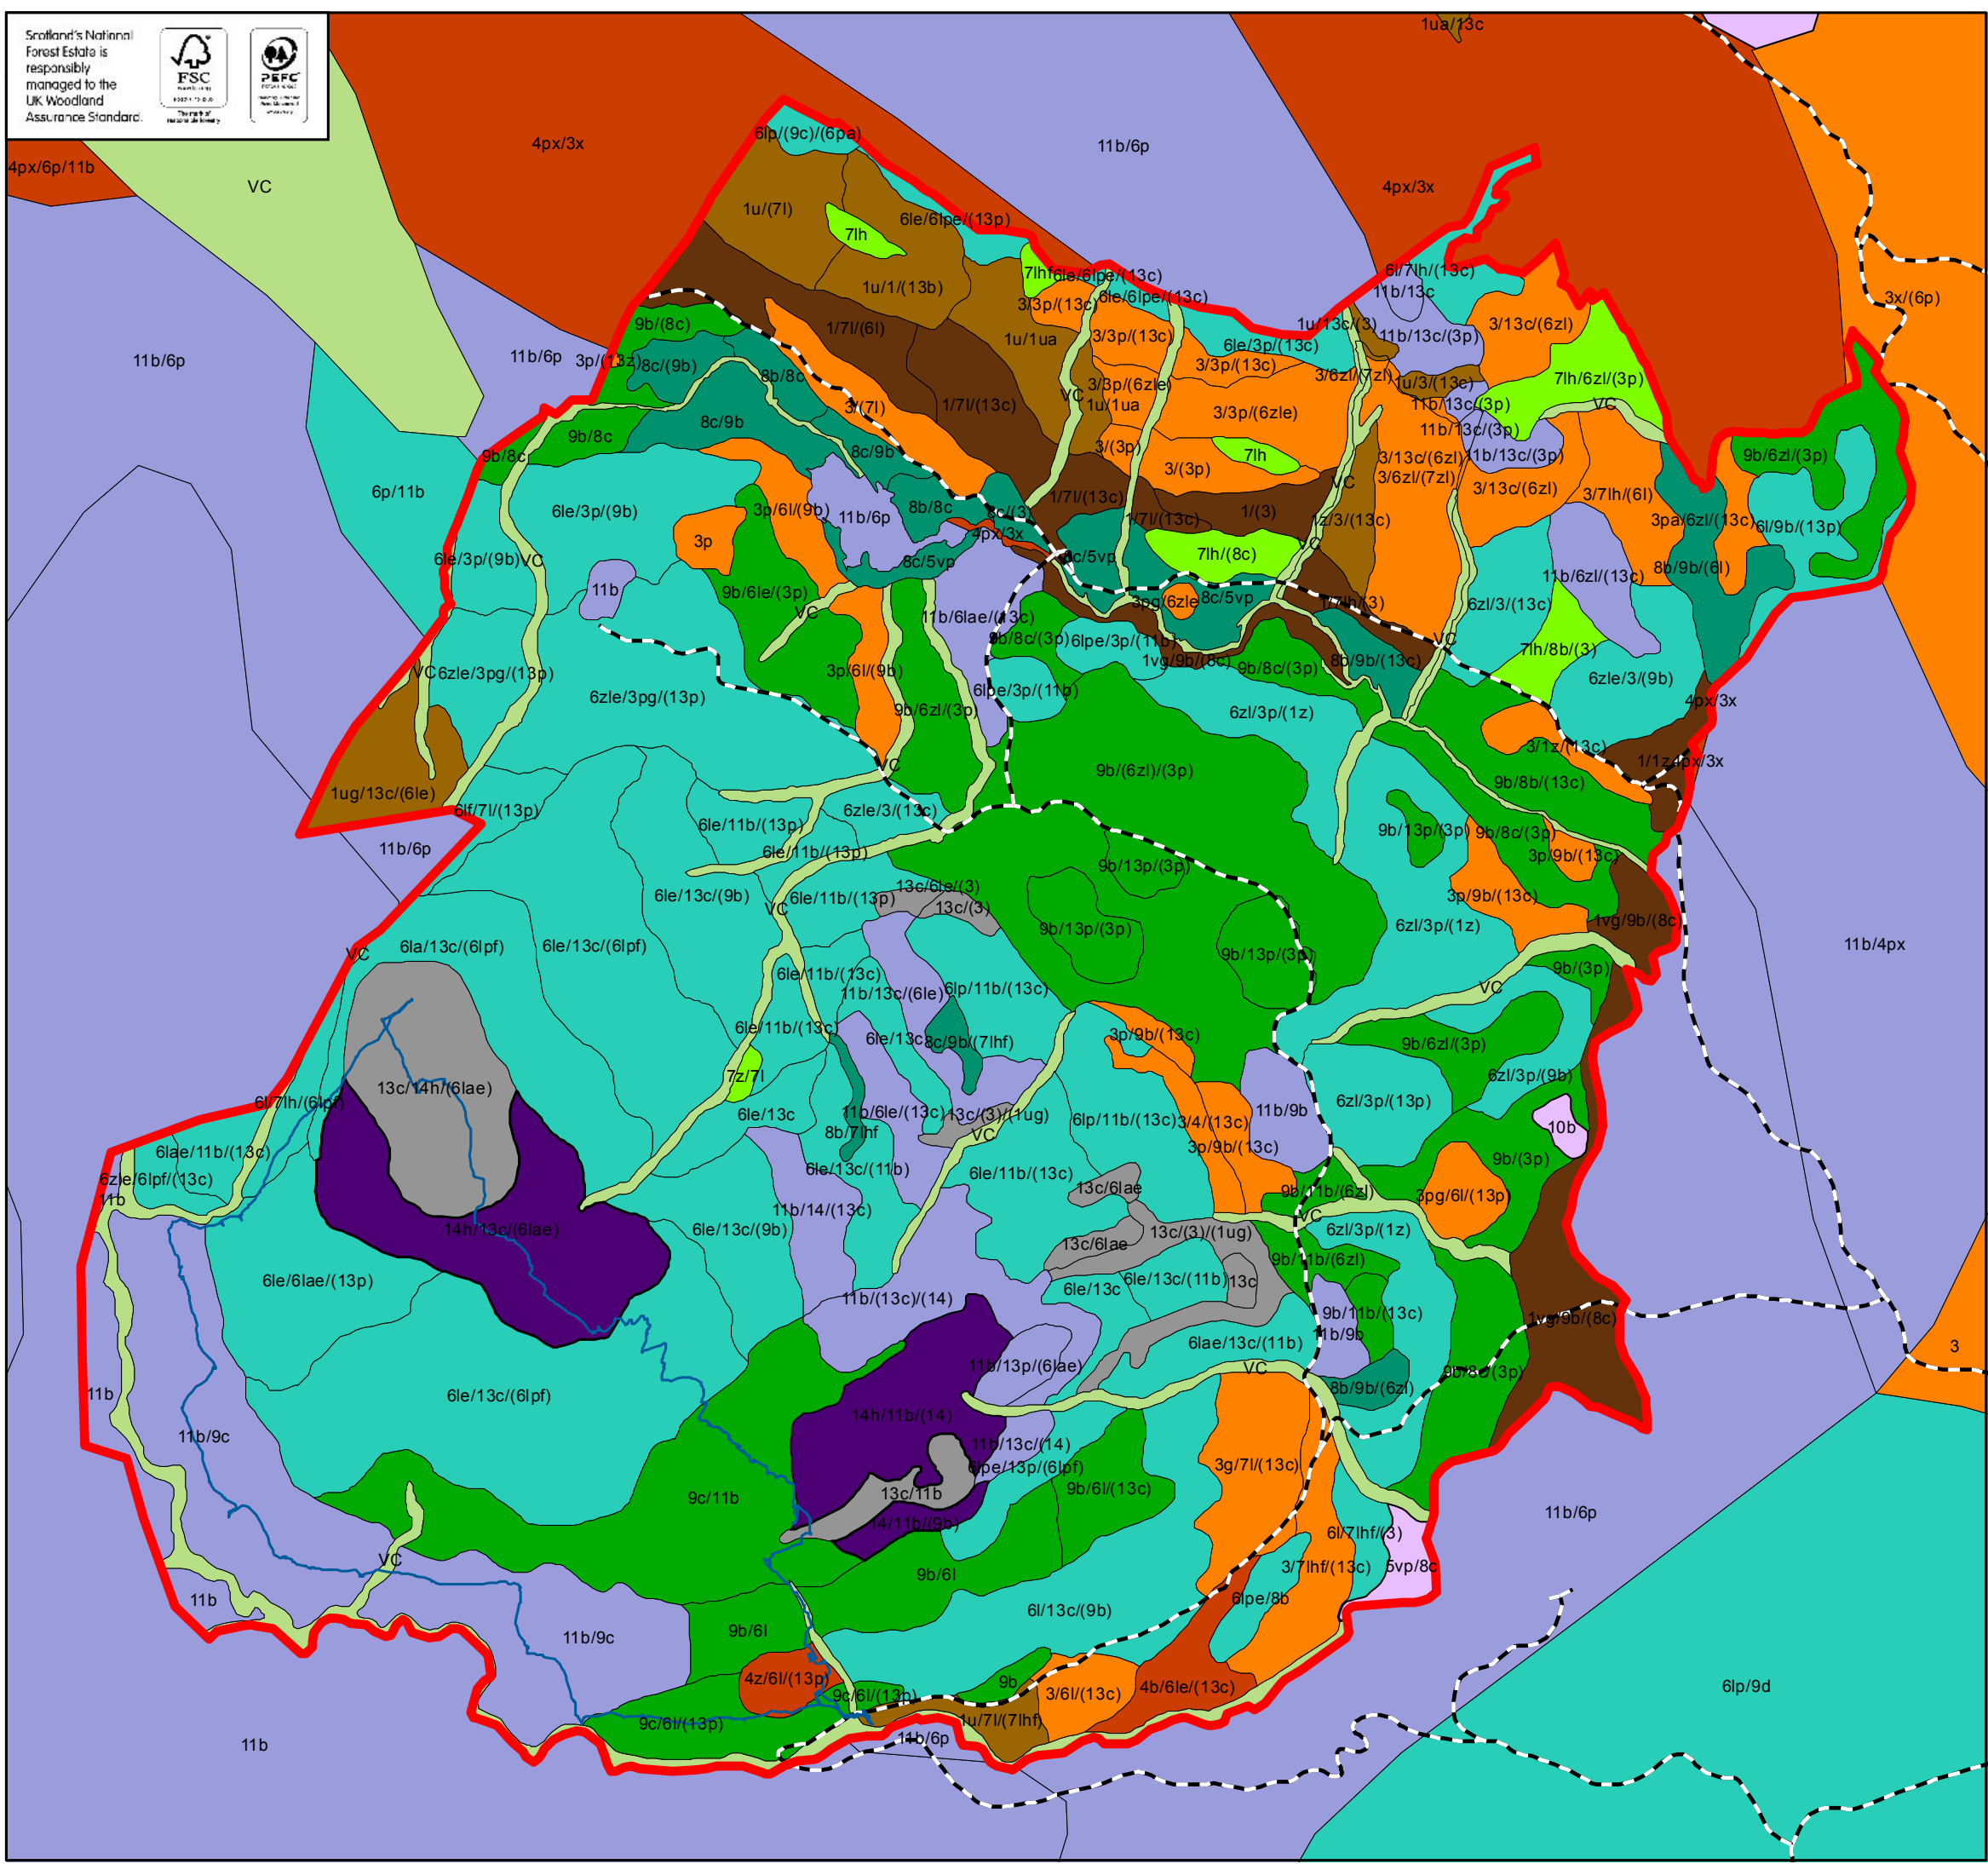 Scotland's National
Forest Estate is
responsibly
managed to the
UK Woodland
Assurance Standard.
FSC
The mark of
responsible forestry
PEFC
1ua/13c
4px/3x
11b/6p
4px/6p/11b
VC
4px/3x
6lp/(9c)/(6pa)
1u/(7l)
7lh
6le/6lpe/(13p)
1u/1/(13b)
7lhf
6le/6lpe/(13c)
6le/6lpe/(13c)
3/3p/(13c)
6l/7lh/(13c)
11b/13c
3x/(6p)
9b/(8c)
1/7l/(6l)
1u/1ua
3/3p/(13c)
6le/3p/(13c)
1u/13c/(3)
11b/13c/(3p)
3/13c/(6zl)
11b/6p
11b/6p
3p/(13z)
8c/(9b)
8b/8c
3/3p/(13c)
3/3p/(6zle)
3/6zl/(7zl)
1u/3/(13c)
7lh/6zl/(3p)
3/(7l)
1/7l/(13c)
VC
1u/1ua
3/3p/(6zle)
11b/13c/(3p)
VC
9b/8c
8c/9b
8c/9b
3/(3p)
11b/13c/(3p)
9b/8c
3/(3p)
7lh
3/13c/(6zl)
11b/13c/(3p)
9b/6zl/(3p)
6p/11b
3/6zl/(7zl)
VC
3/13c/(6zl)
3/7lh/(6l)
6le/3p/(9b)
3p/6l/(9b)
11b/6p
8b/8c
8c/(3)
1/7l/(13c)
1/7l/(13c)
1/(3)
1z/3/(13c)
3pa/6zl/(13c)
6l/9b/(13p)
3p
4px/3x
VC
6le/3p/(9b)
VC
8c/5vp
8c/5vp
7lh/(8c)
8b/9b/(6l)
11b/6zl/(13c)
11b
9b/6le/(3p)
VC
11b/6lae/(13c)
3pg/6zle
8c/5vp
1/7lh/(3)
6zl/3/(13c)
9b/8c/(3p)
6lpe/3p/(11b)
VC
7lh/8b/(3)
VC
6zle/3pg/(13p)
6zle/3pg/(13p)
3p/6l/(9b)
1vg/9b/(8c)
9b/8c/(3p)
8b/9b/(13c)
6zle/3/(9b)
6lpe/3p/(11b)
9b/6zl/(3p)
6zl/3p/(1z)
4px/3x
3/1z/(13c)
VC
9b/(6zl)/(3p)
1/1z
4px/3x
9b/8b/(13c)
1ug/13c/(6le)
6lf/7l/(13p)
6le/11b/(13p)
6zle/3/(13c)
9b/13p/(3p)
9b/8c/(3p)
11b/6p
6le/11b/(13p)
9b/13p/(3p)
3p/9b/(13c)
6le/13c/(9b)
6le/11b/(13p)
13c/6le/(3)
3p/9b/(13c)
VC
13c/(3)
1vg/9b/(8c)
6la/13c/(6lpf)
6le/13c/(6lpf)
9b/13p/(3p)
6zl/3p/(1z)
11b/4px
VC
9b/13p/(3p)
9b/(3p)
6le/11b/(13c)
11b/13c/(6le)
6lp/11b/(13c)
VC
6le/11b/(13c)
6le/13c
8c/9b/(7lhf)
3p/9b/(13c)
9b/6zl/(3p)
7z/7l
6zl/3p/(9b)
13c/14h/(6lae)
6l/7lh/(6lpf)
6le/13c
11b/6le/(13c)
13c/(3)/(1ug)
6lp/11b/(13c)
3/4/(13c)
11b/9b
6zl/3p/(13p)
8b/7lhf
VC
3p/9b/(13c)
10b
6lae/11b/(13c)
6le/13c/(11b)
6le/11b/(13c)
9b/(3p)
6zle/6lpf/(13c)
13c/6lae
9b/11b/(6zl)
3pg/6l/(13p)
11b
11b/14/(13c)
VC
14h/13c/(6lae)
6le/13c/(9b)
13c/6lae
13c/(3)/(1ug)
6zl/3p/(1z)
9b/11b/(6zl)
6le/6lae/(13p)
6le/13c
6le/13c/(11b)
13c
11b/(13c)/(14)
9b/11b/(13c)
1vg/9b/(8c)
11b/9b
6lae/13c/(11b)
3
11b/13p/(6lae)
VC
9b/8c/(3p)
11b
6le/13c/(6lpf)
8b/9b/(6zl)
14h/11b/(14)
11b/9c
11b/13c/(14)
6lpe/13p/(6lpf)
3g/7l/(13c)
9c/11b
13c/11b
9b/6l/(13c)
11b/6p
14/11b/(9b)
6l/7lhf/(3)
VC
9b/6l
3/7lhf/(13c)
5vp/8c
11b
6l/13c/(9b)
6lpe/8b
11b/9c
9b/6l
4z/6l/(13p)
9b
3/6l/(13c)
4b/6le/(13c)
6lp/9d
9c/6l/(13p)
9c/6l/(13p)
1u/7l/(7lhf)
11b
11b/6p